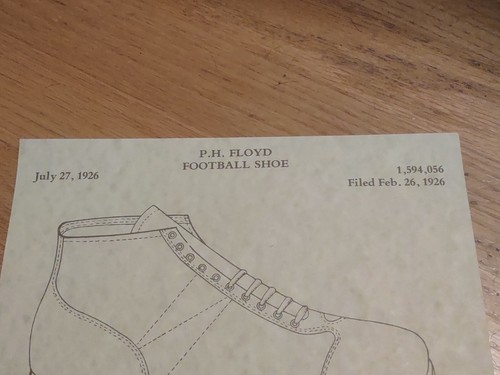 P.H. FLOYD
FOOTBALL SHOE
July 27, 1926
1,594,056
Filed Feb. 26, 1926